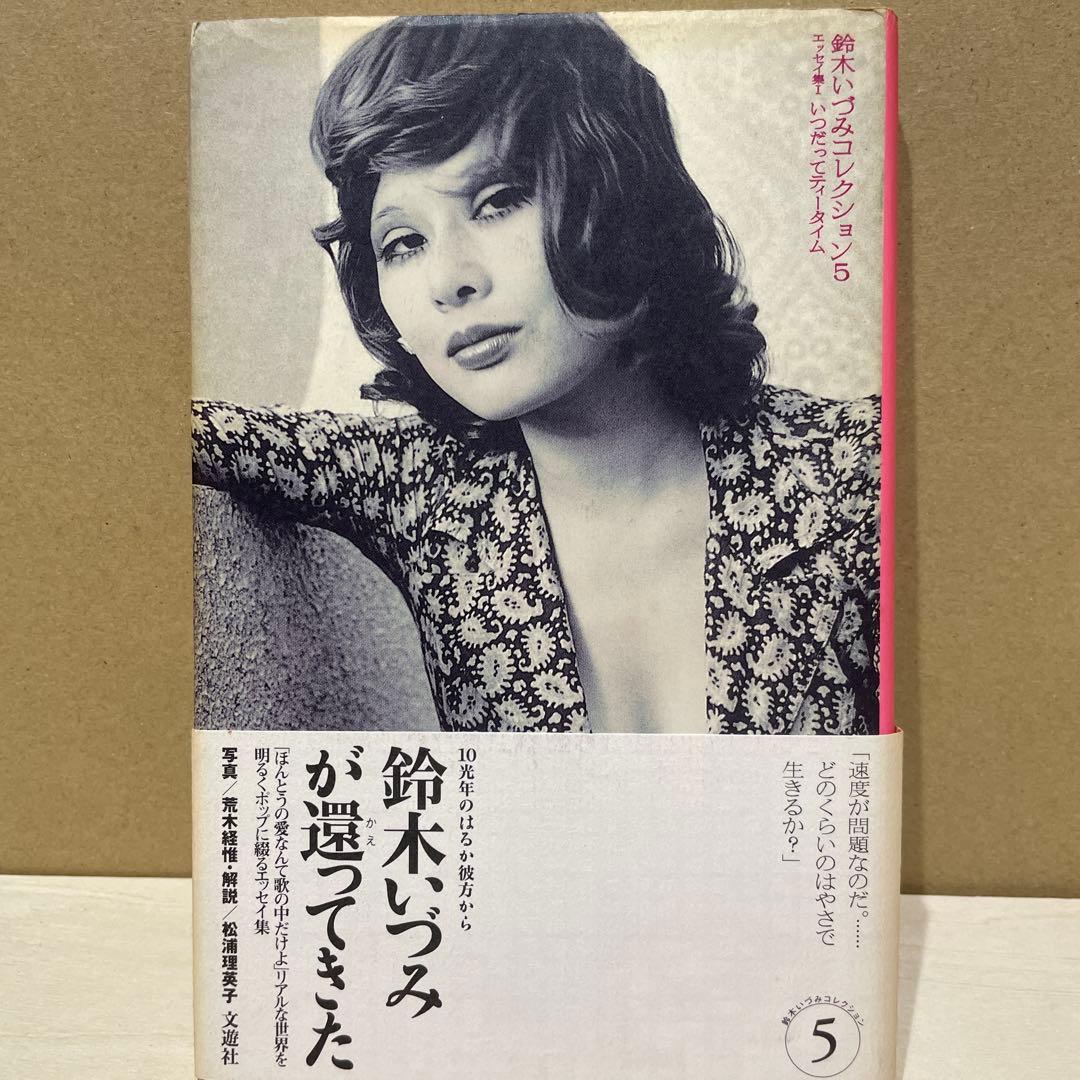 鈴木いづみコレクション5
エッセイ集I いつだってティータイム
「速度が問題なのだ。……
どのくらいのはやさで
生きるか?」
10光年のはるか彼方から
鈴木いづみ
が還ってきた
かえ
「ほんとうの愛なんて歌の中だけよ」リアルな世界を
明るくポップに綴るエッセイ集
写真/荒木経惟・解説/松浦理英子 文遊社
鈴木いづみコレクション
5